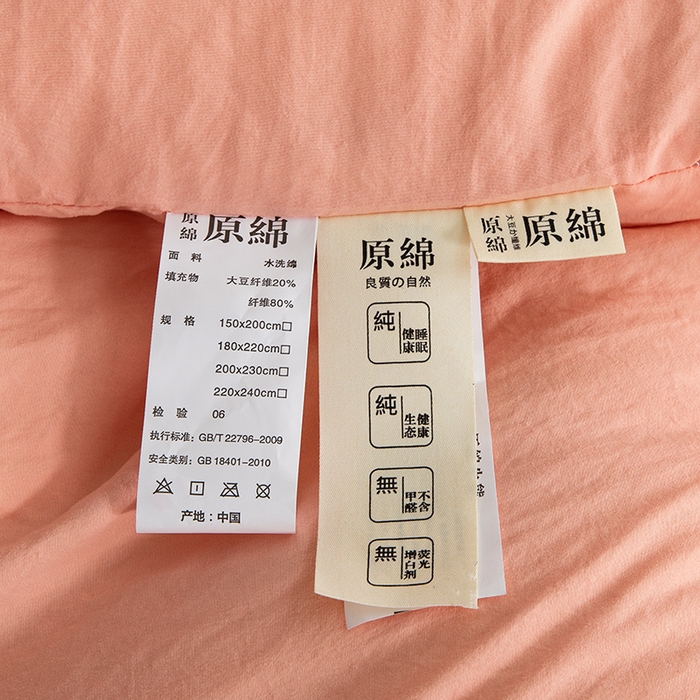 原綿 原綿
面 料 水洗绵
填充物 大豆纤维20%
纤维80%
规 格 150x200cm□
180x220cm□
200x230cm□
220x240cm□
检 验 06
执行标准: GB/T 22796-2009
安全类别: GB 18401-2010
产地: 中国
原綿
良質の自然
純 健康 睡眠
純 生态 健康
無 甲醛 不含
無 增白剂 荧光
原綿 原綿